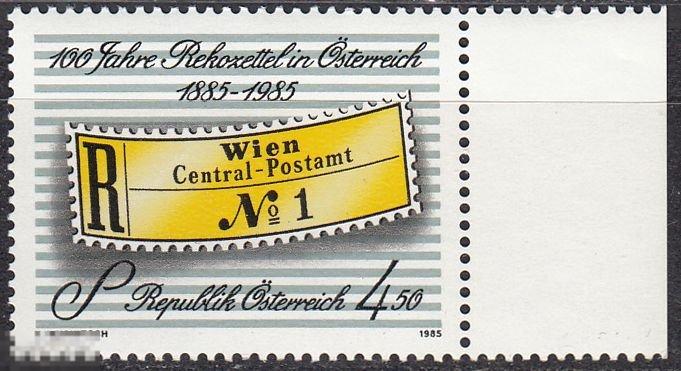 100 Jahre Rekozettel in Österreich
1885-1985
R
Wien
Central-Postamt
№ 1
S Republik Österreich 4 50
1985